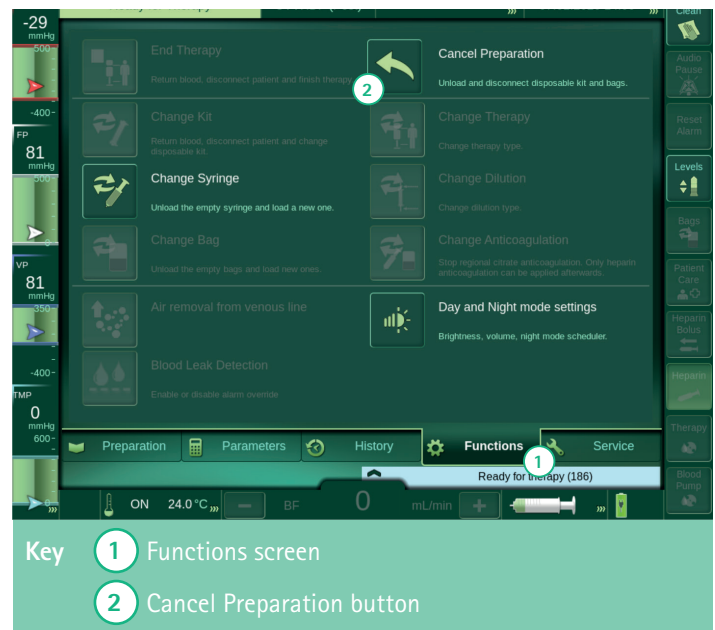 Clean
-29
mmHg
500
-400-
FP
81
mmHg
500
0
VP
81
mmHg
350
-400-
TMP
0
mmHg
600
0
End Therapy
Return blood, disconnect patient and finish therapy
Cancel Preparation
Unload and disconnect disposable kit and bags.
2
Change Kit
Return blood, disconnect patient and change
disposable kit.
Change Therapy
Change therapy type.
Change Syringe
Unload the empty syringe and load a new one.
Change Dilution
Change dilution type.
Change Bag
Unload the empty bags and load new ones.
Change Anticoagulation
Stop regional citrate anticoagulation. Only heparin
anticoagulation can be applied afterwards.
Air removal from venous line
Day and Night mode settings
Brightness, volume, night mode scheduler.
Blood Leak Detection
Enable or disable alarm override
Audio
Pause
Reset
Alarm
Levels
Bags
Patient
Care
Heparin
Bolus
Heparin
Therapy
Blood
Pump
Preparation
Parameters
History
Functions
Service
1
Ready for therapy (186)
ON 24.0 °C
BF 0 mL/min
Key 1 Functions screen
2 Cancel Preparation button